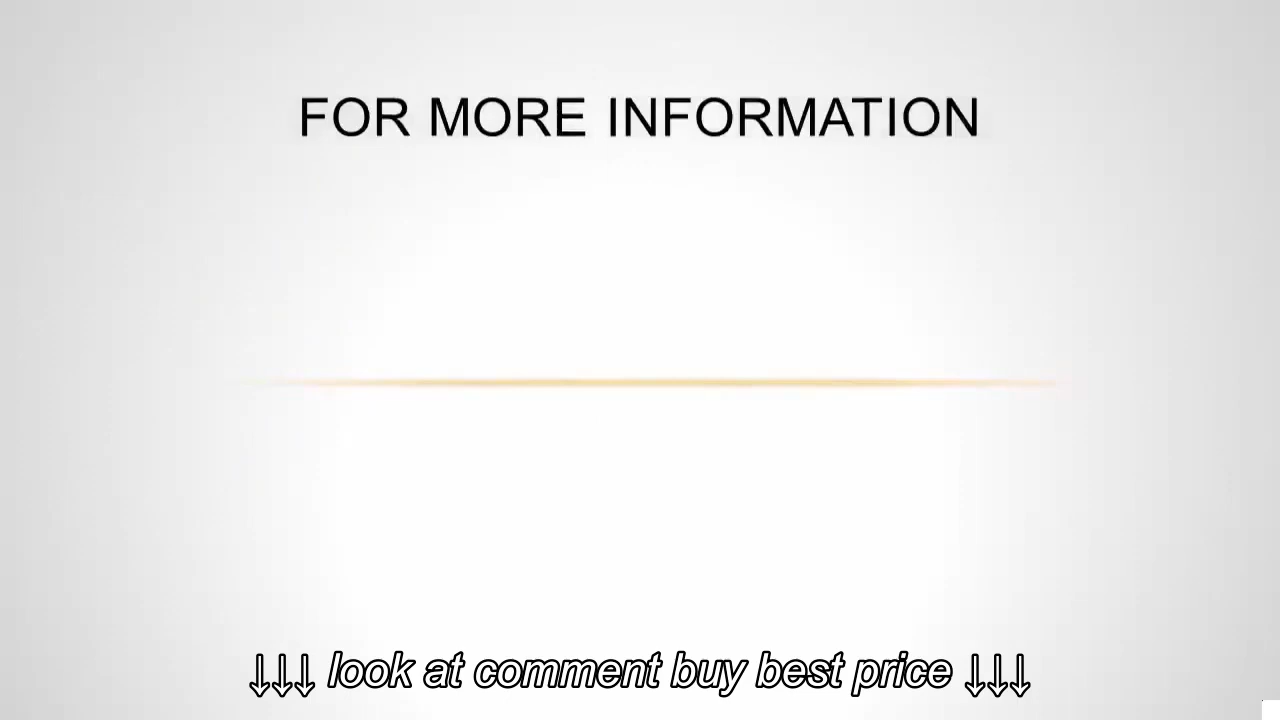 FOR MORE INFORMATION
↓↓↓ look at comment buy best price ↓↓↓